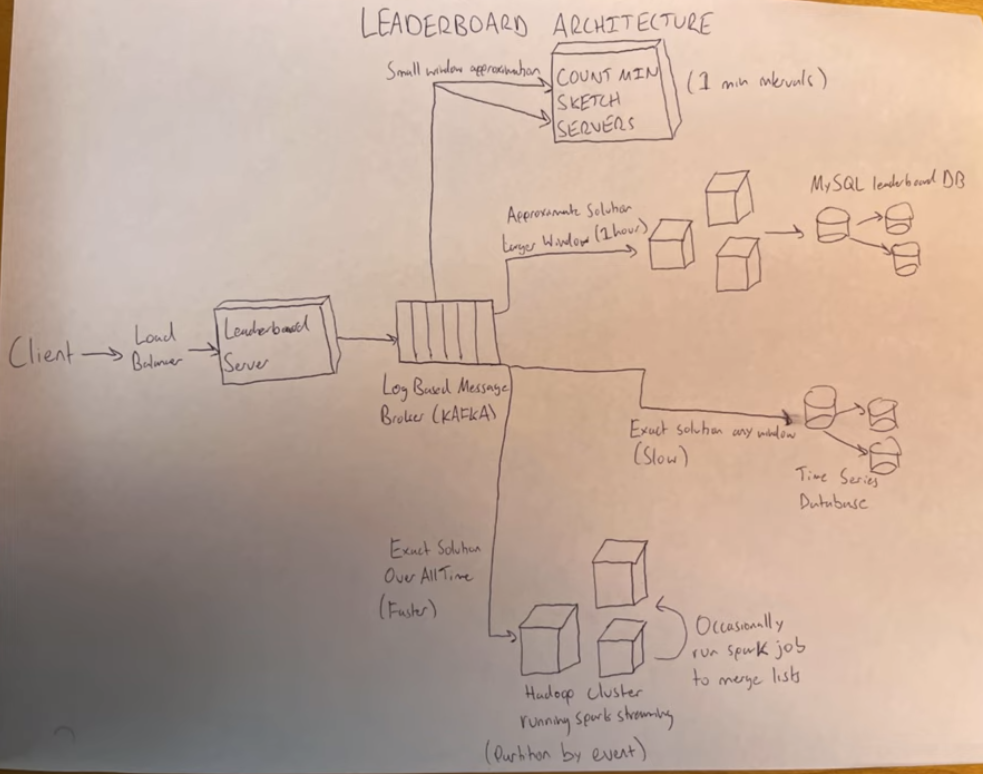 LEADERBOARD ARCHITECTURE
Small window approximation
COUNT MIN
SKETCH
SERVERS
(1 min intervals)
Approximate Solution
Larger Window (1 hour)
MySQL leaderboard DB
Client
Load
Balancer
Leaderboard
Server
Log Based Message
Broker (KAFKA)
Exact solution any window
(Slow)
Time Series
Database
Exact Solution
Over All Time
(Faster)
Occasionally
run spark job
to merge lists
Hadoop cluster
running spark streaming
(Partition by event)